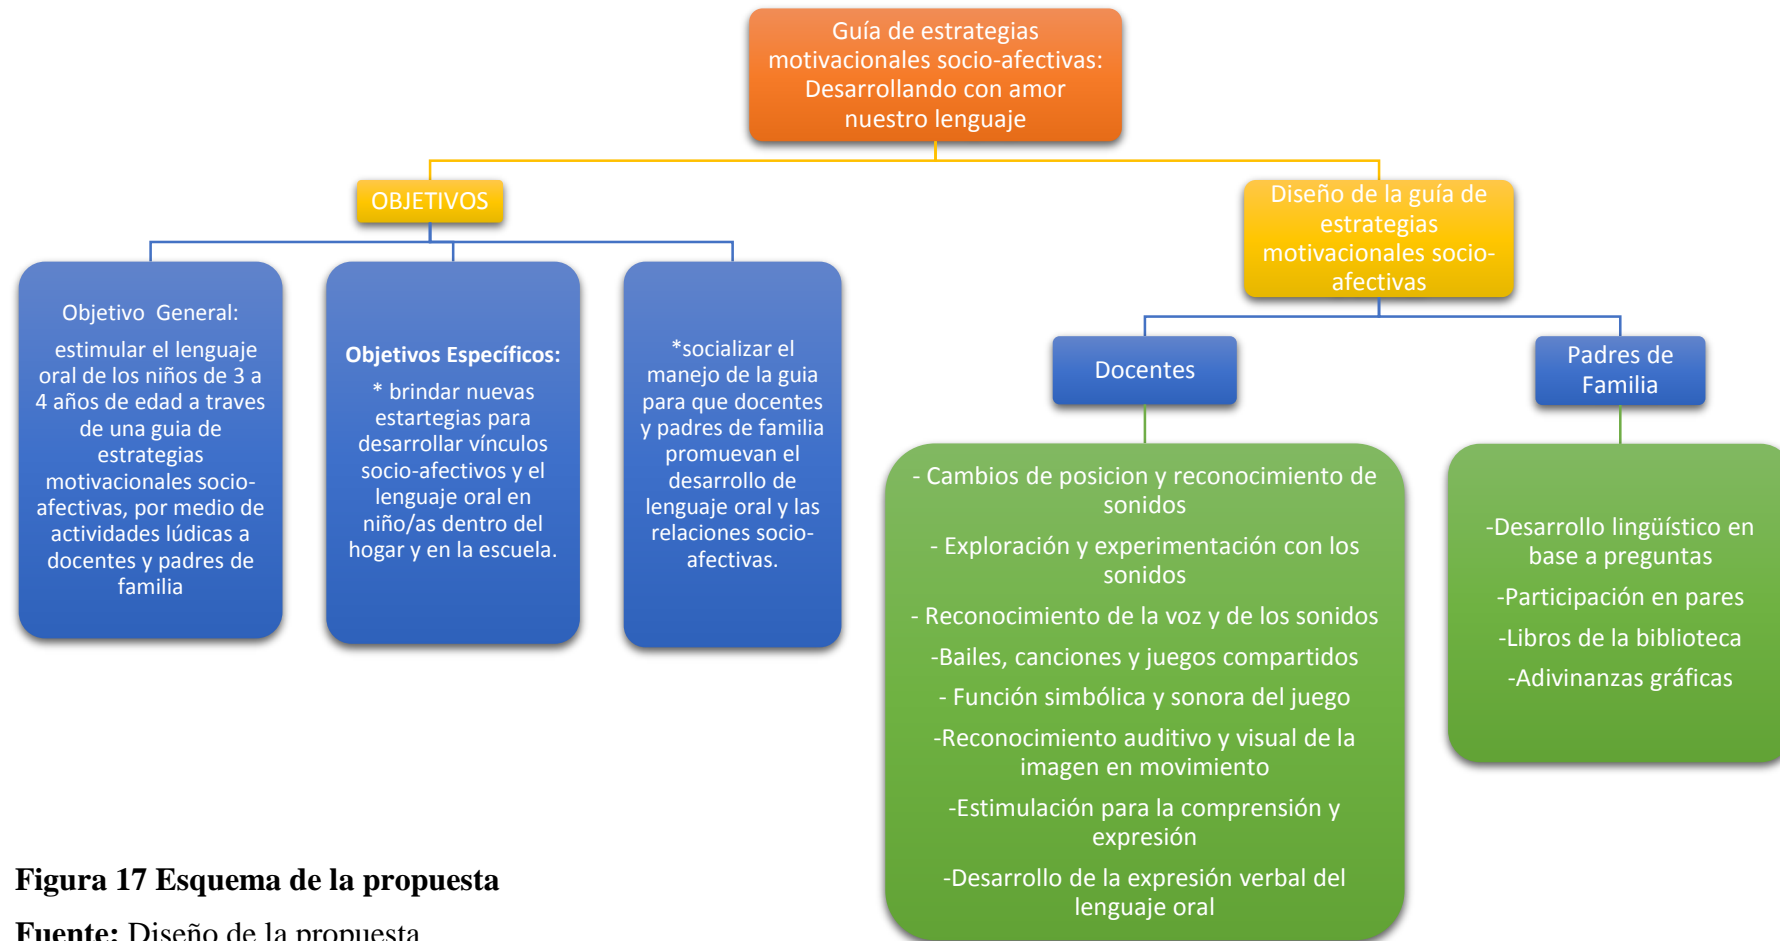 Guía de estrategias
motivacionales socio-afectivas:
Desarrollando con amor
nuestro lenguaje
OBJETIVOS
Objetivo  General:
estimular el lenguaje
oral de los niños de 3 a
4 años de edad a traves
de una guia de
estrategias
motivacionales socio-
afectivas, por medio de
actividades lúdicas a
docentes y padres de
familia
Objetivos Específicos:
* brindar nuevas
estartegias para
desarrollar vínculos
socio-afectivos y el
lenguaje oral en
niño/as dentro del
hogar y en la escuela.
*socializar el
manejo de la guia
para que docentes
y padres de familia
promuevan el
desarrollo de
lenguaje oral y las
relaciones socio-
afectivas.
Diseño de la guía de
estrategias
motivacionales socio-
afectivas
Docentes
- Cambios de posicion y reconocimiento de
sonidos
- Exploración y experimentación con los
sonidos
- Reconocimiento de la voz y de los sonidos
-Bailes, canciones y juegos compartidos
- Función simbólica y sonora del juego
-Reconocimiento auditivo y visual de la
imagen en movimiento
-Estimulación para la comprensión y
expresión
-Desarrollo de la expresión verbal del
lenguaje oral
Padres de
Familia
-Desarrollo lingüístico en
base a preguntas
-Participación en pares
-Libros de la biblioteca
-Adivinanzas gráficas
Figura 17 Esquema de la propuesta
Fuente: Diseño de la propuesta